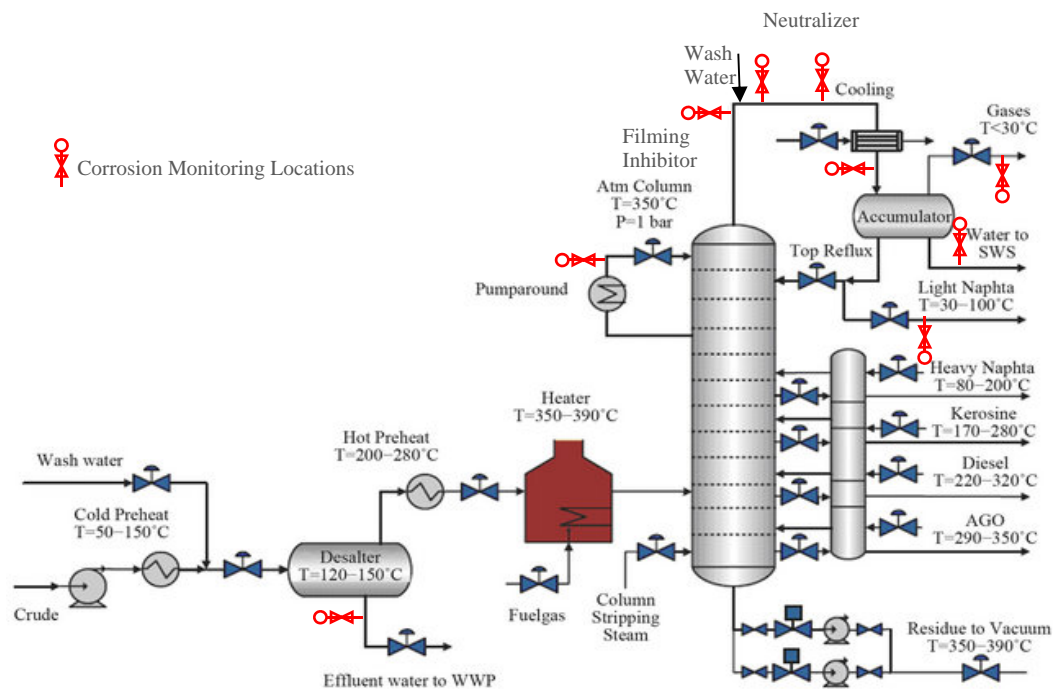 Neutralizer
Wash
Water
Cooling
Gases
T<30˚C
Corrosion Monitoring Locations
Filming
Inhibitor
Atm Column
T=350˚C
P=1 bar
Accumulator
Water to
SWS
Top Reflux
Pumparound
Light Naphta
T=30−100˚C
Heavy Naphta
T=80−200˚C
Heater
T=350−390˚C
Kerosine
T=170−280˚C
Hot Preheat
T=200−280˚C
Wash water
Diesel
T=220−320˚C
Cold Preheat
T=50−150˚C
AGO
T=290−350˚C
Desalter
T=120−150˚C
Crude
Fuelgas
Column
Stripping
Steam
Residue to Vacuum
T=350−390˚C
Effluent water to WWP